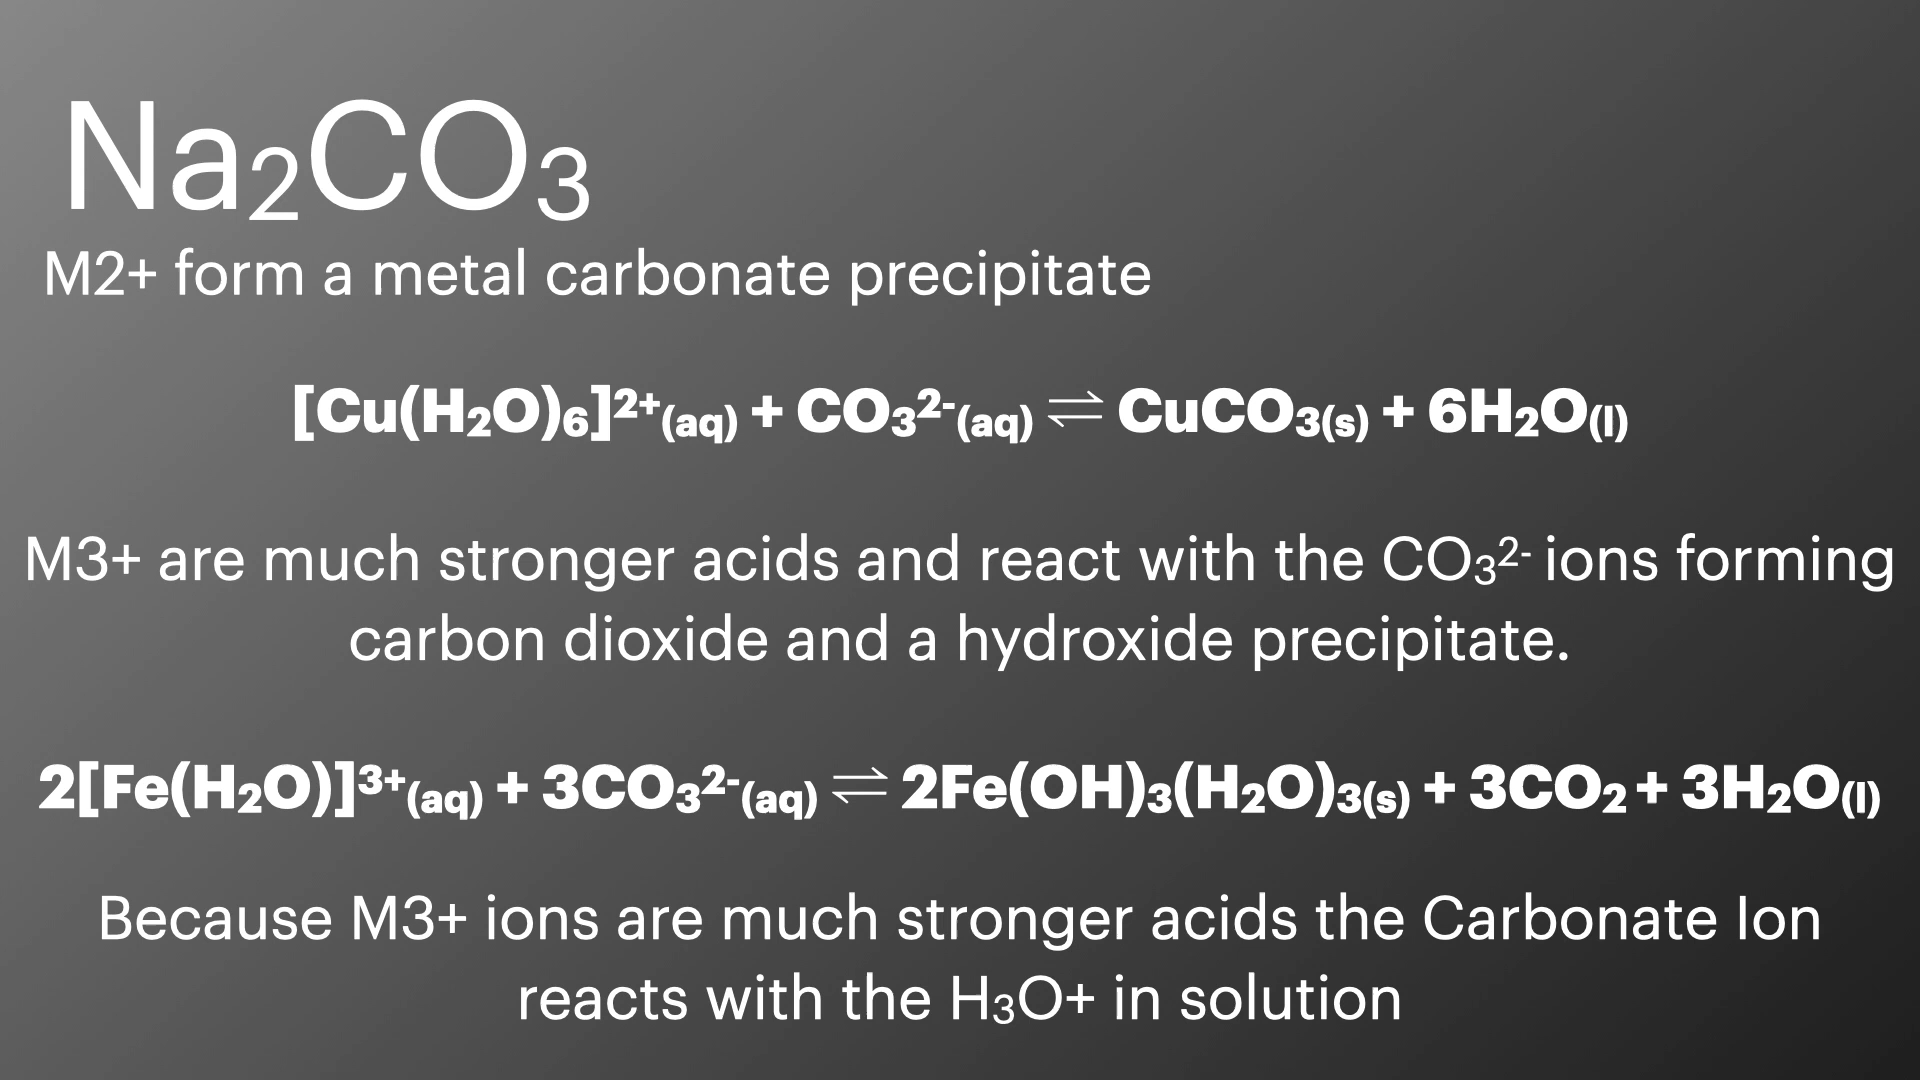 Na₂CO₃
M2+ form a metal carbonate precipitate
[Cu(H₂O)₆]²⁺₍aq₎ + CO₃²⁻₍aq₎ ⇌ CuCO₃₍s₎ + 6H₂O₍l₎
M3+ are much stronger acids and react with the CO₃²⁻ ions forming
carbon dioxide and a hydroxide precipitate.
2[Fe(H₂O)]³⁺₍aq₎ + 3CO₃²⁻₍aq₎ ⇌ 2Fe(OH)₃(H₂O)₃₍s₎ + 3CO₂ + 3H₂O₍l₎
Because M3+ ions are much stronger acids the Carbonate Ion
reacts with the H₃O+ in solution